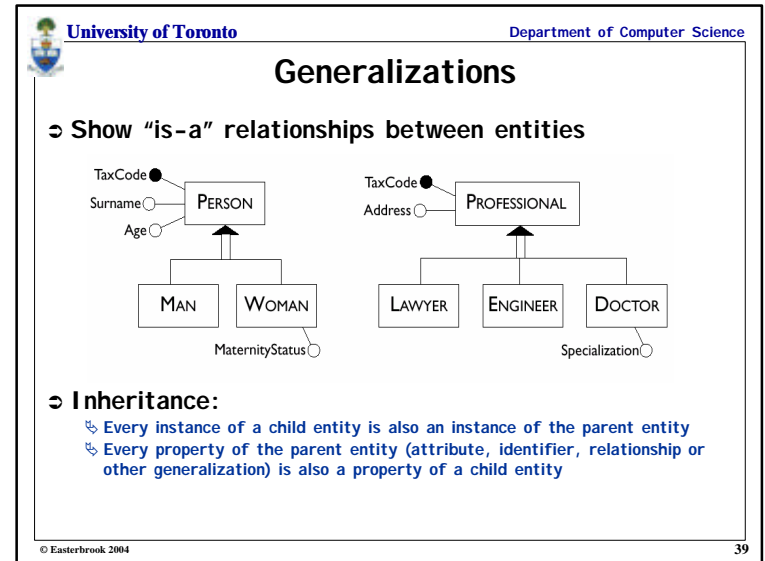 University of Toronto
Department of Computer Science
Generalizations
➲ Show “is-a” relationships between entities
TaxCode
Surname
Age
PERSON
MAN
WOMAN
MaternityStatus
TaxCode
Address
PROFESSIONAL
LAWYER
ENGINEER
DOCTOR
Specialization
➲ Inheritance:
↳ Every instance of a child entity is also an instance of the parent entity
↳ Every property of the parent entity (attribute, identifier, relationship or
other generalization) is also a property of a child entity
© Easterbrook 2004
39